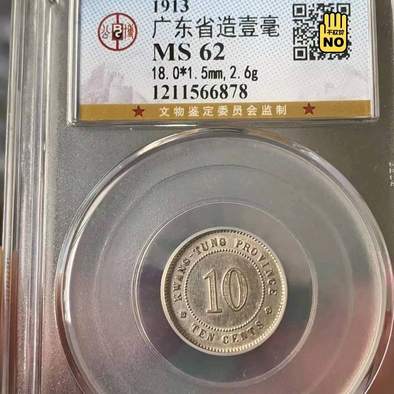 1913
广东省造壹毫
MS 62
18.0*1.5mm,2.6g
1211566878
★ 文物鉴定委员会监制 ★
NO
KWANG-TUNG PROVINCE
10
TEN CENTS